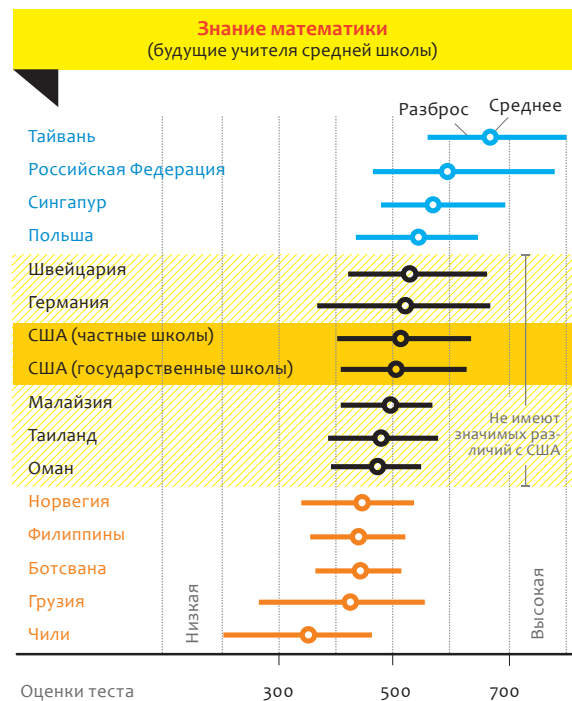 Знание математики
(будущие учителя средней школы)
Разброс Среднее
Тайвань
Российская Федерация
Сингапур
Польша
Швейцария
Германия
США (частные школы)
США (государственные школы)
Малайзия
Таиланд
Оман
Не имеют
значимых раз-
личий с США
Норвегия
Филиппины
Ботсвана
Грузия
Чили
Низкая
Высокая
Оценки теста 300 500 700